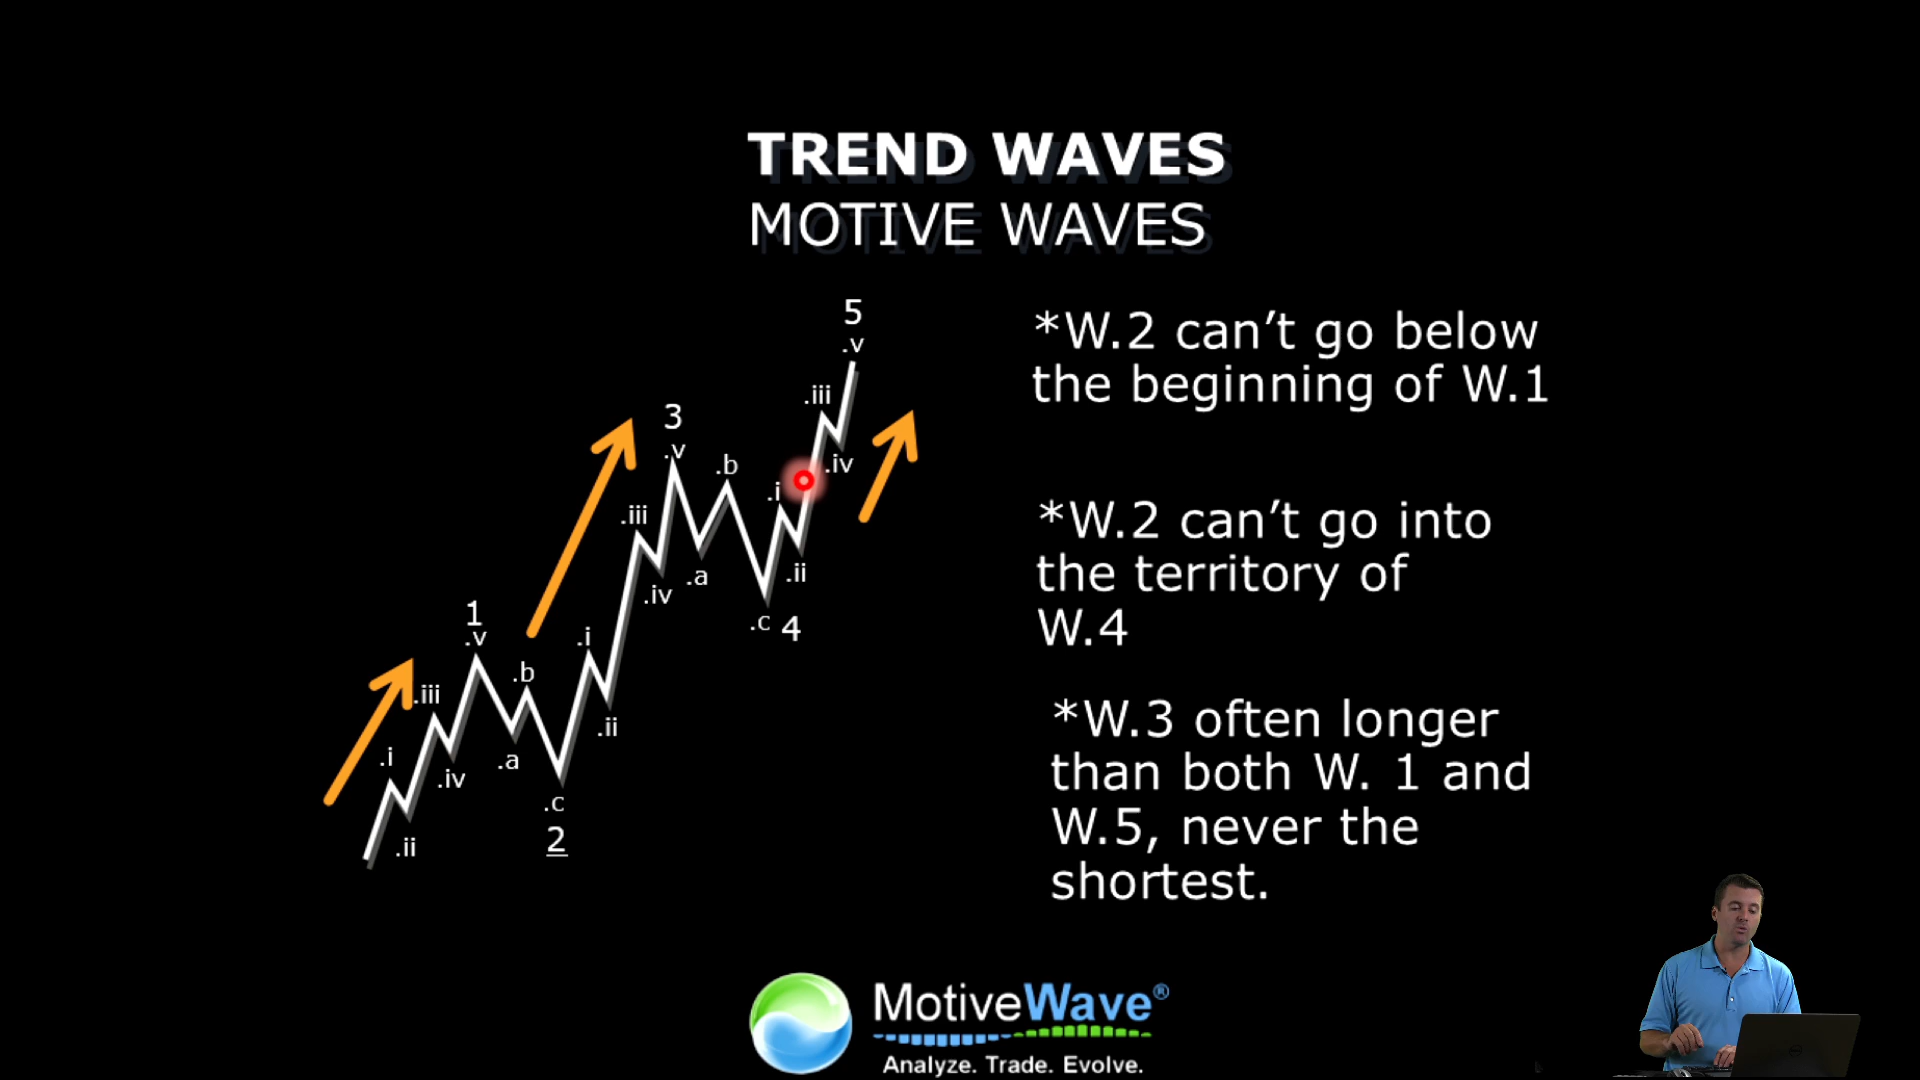 TREND WAVES
MOTIVE WAVES
5
.v
*W.2 can’t go below
the beginning of W.1
.iii
3
.v
.b
.iv
.i
.iii
*W.2 can’t go into
the territory of
W.4
.a
.ii
.iv
.c 4
1
.v
.i
.b
.iii
.ii
*W.3 often longer
than both W. 1 and
W.5, never the
shortest.
.i
.a
.iv
.c
2
.ii
MotiveWave®
Analyze. Trade. Evolve.